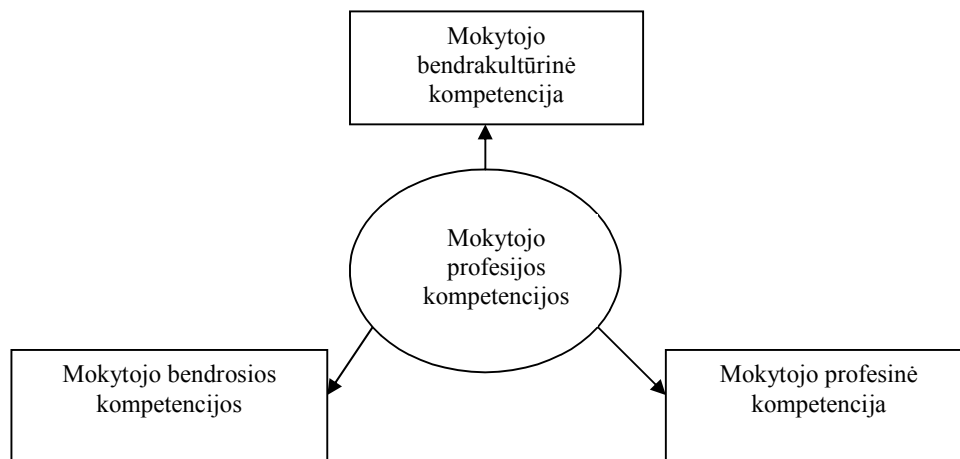 Mokytojo
bendrakultūrinė
kompetencija
Mokytojo
profesijos
kompetencijos
Mokytojo bendrosios
kompetencijos
Mokytojo profesinė
kompetencija